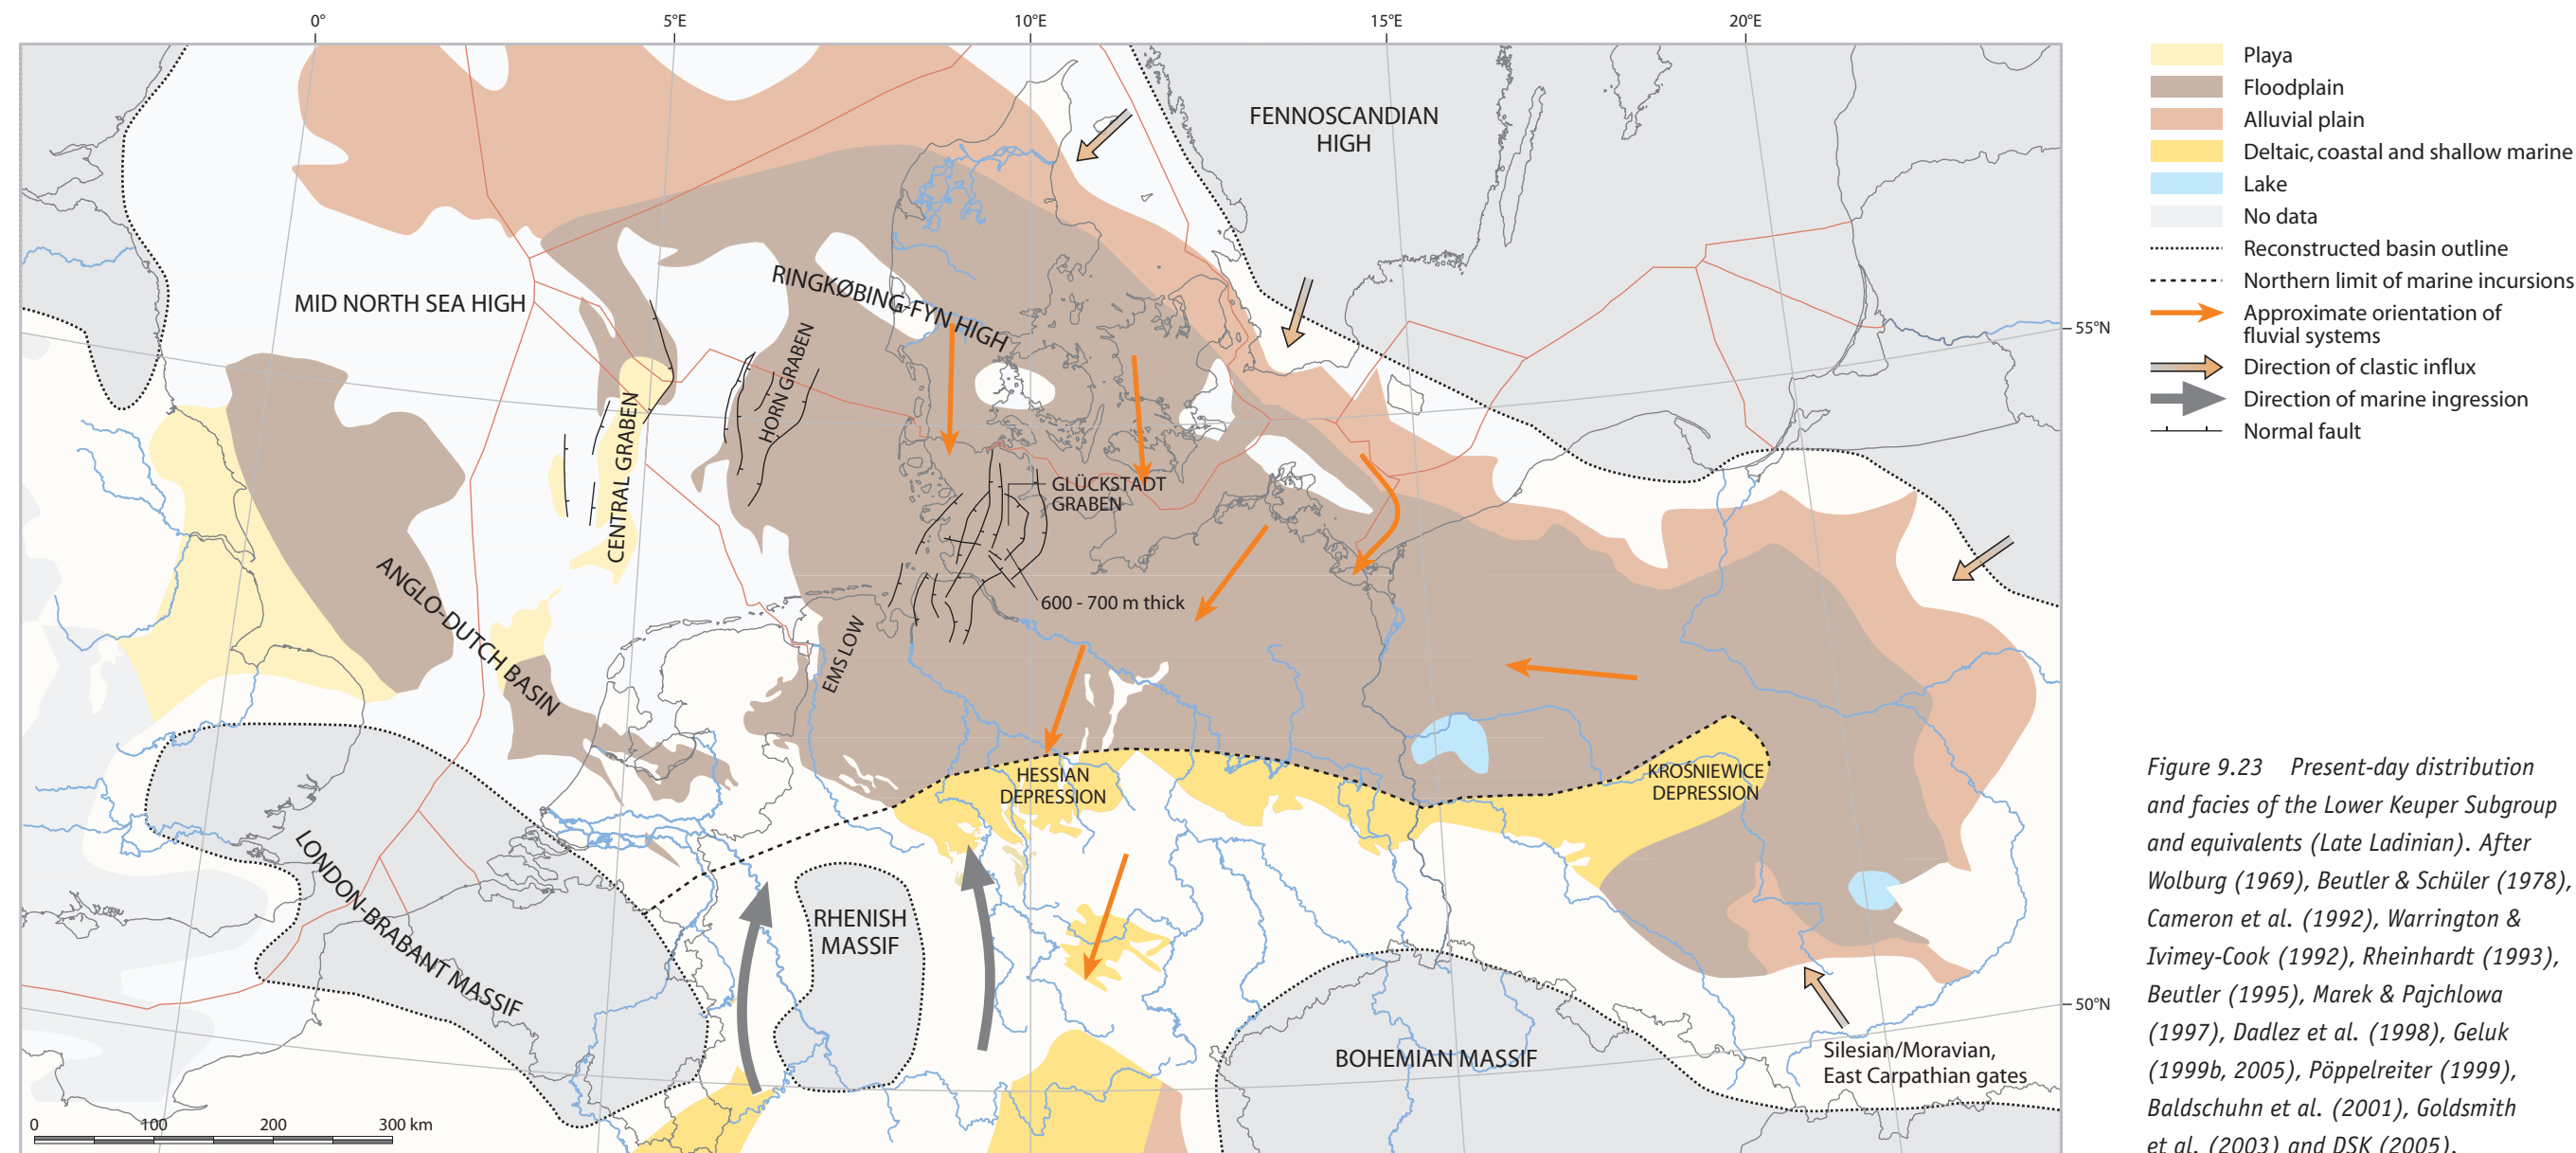 0°
5°E
10°E
15°E
20°E
55°N
50°N
FENNOSCANDIAN
HIGH
MID NORTH SEA HIGH
RINGKØBING-FYN HIGH
HORN GRABEN
CENTRAL GRABEN
GLÜCKSTADT
GRABEN
600 - 700 m thick
ANGLO-DUTCH BASIN
EMS LOW
HESSIAN
DEPRESSION
KROŚNIEWICE
DEPRESSION
LONDON-BRABANT MASSIF
RHENISH
MASSIF
BOHEMIAN MASSIF
Silesian/Moravian,
East Carpathian gates
0
100
200
300 km
Playa
Floodplain
Alluvial plain
Deltaic, coastal and shallow marine
Lake
No data
Reconstructed basin outline
Northern limit of marine incursions
Approximate orientation of
fluvial systems
Direction of clastic influx
Direction of marine ingression
Normal fault
Figure 9.23 Present-day distribution
and facies of the Lower Keuper Subgroup
and equivalents (Late Ladinian). After
Wolburg (1969), Beutler & Schüler (1978),
Cameron et al. (1992), Warrington &
Ivimey-Cook (1992), Rheinhardt (1993),
Beutler (1995), Marek & Pajchlowa
(1997), Dadlez et al. (1998), Geluk
(1999b, 2005), Pöppelreiter (1999),
Baldschuhn et al. (2001), Goldsmith
et al. (2003) and DSK (2005).